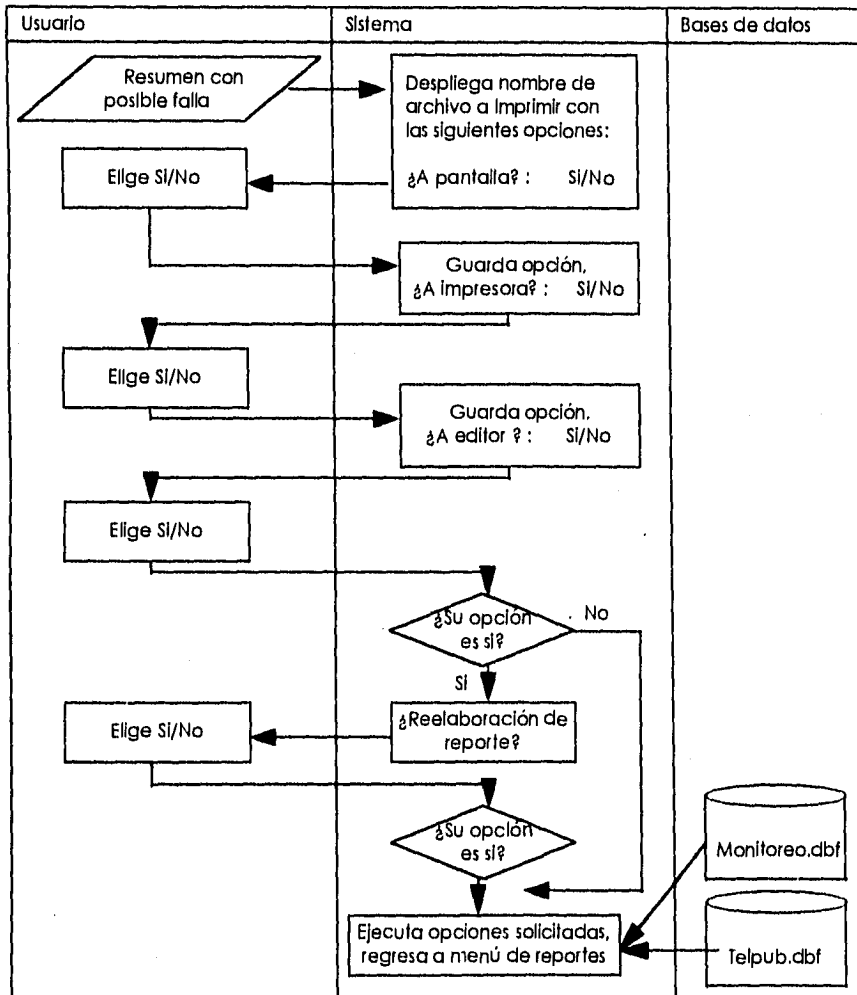 Usuario
Sistema
Bases de datos
Resumen con
posible falla
Despliega nombre de
archivo a imprimir con
las siguientes opciones:
¿A pantalla? : Si/No
Elige Si/No
Guarda opción,
¿A impresora? : Si/No
Elige Si/No
Guarda opción,
¿A editor ? : Si/No
Elige Si/No
¿Su opción
es si?
No
Si
¿Reelaboración de
reporte?
Elige Si/No
¿Su opción
es si?
Monitoreo.dbf
Ejecuta opciones solicitadas,
regresa a menú de reportes
Telpub.dbf